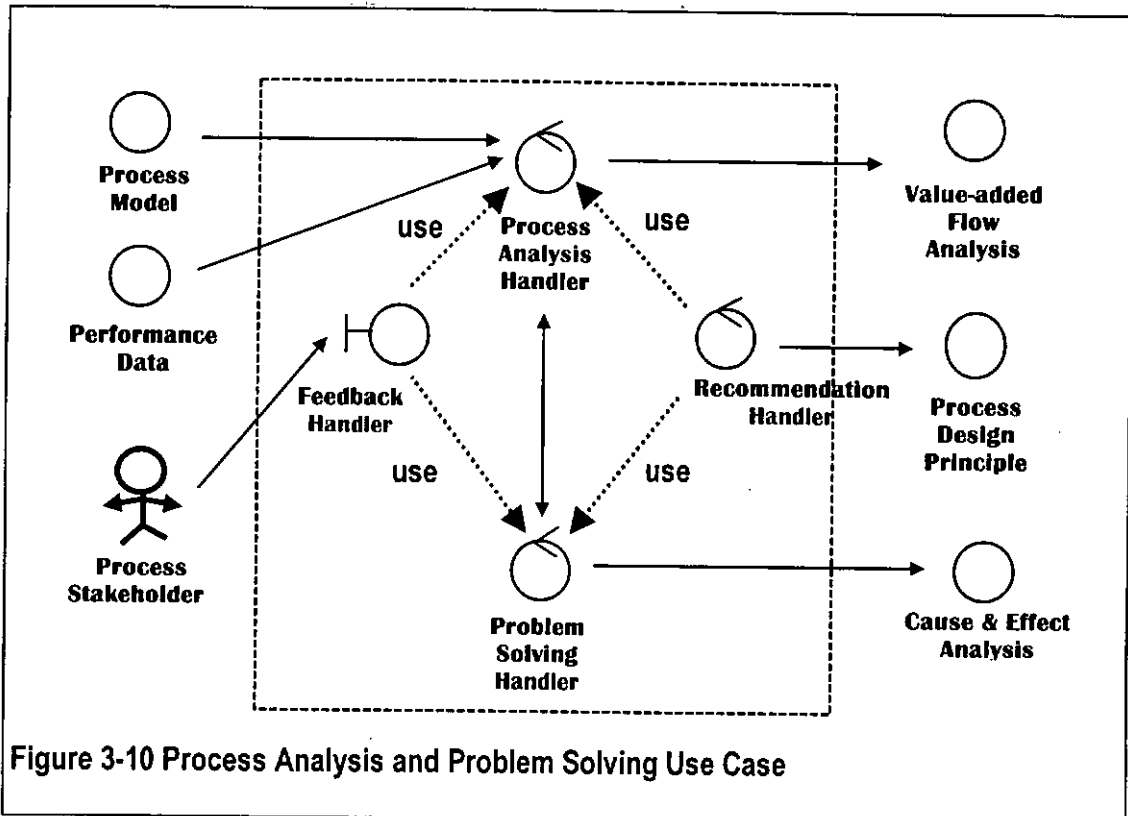 Process
Model
Performance
Data
Process
Stakeholder
use
use
Process
Analysis
Handler
Feedback
Handler
Recommendation
Handler
use
use
Problem
Solving
Handler
Value-added
Flow
Analysis
Process
Design
Principle
Cause & Effect
Analysis
Figure 3-10 Process Analysis and Problem Solving Use Case